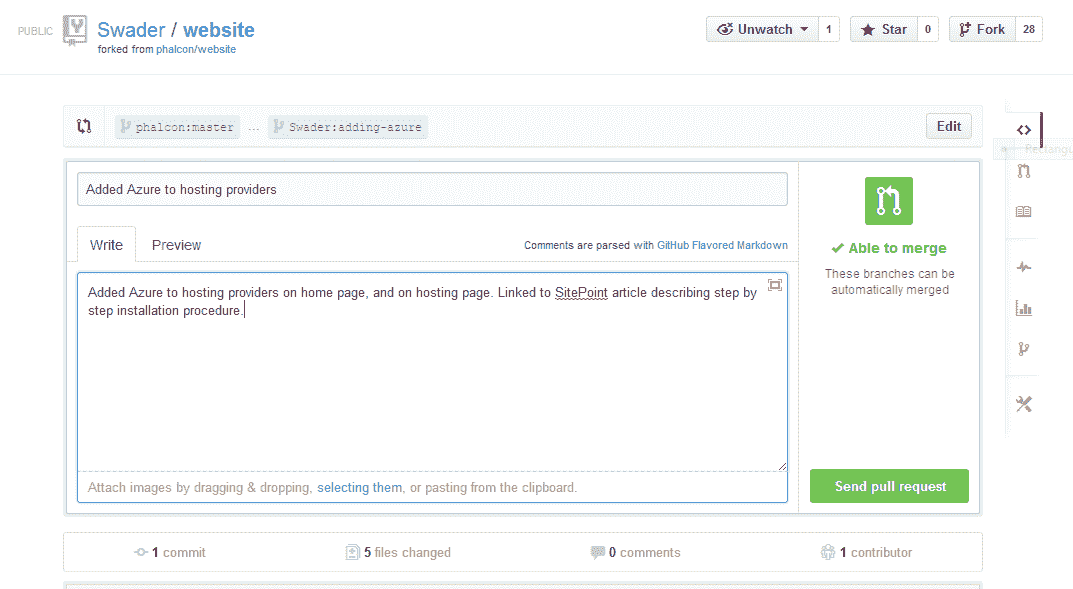 PUBLIC
Swader / website
forked from phalcon/website
Unwatch 1
Star 0
Fork 28
phalcon:master ... Swader:adding-azure
Edit
Added Azure to hosting providers
Write Preview
Comments are parsed with GitHub Flavored Markdown
Able to merge
These branches can be
automatically merged
Added Azure to hosting providers on home page, and on hosting page. Linked to SitePoint article describing step by
step installation procedure.
Attach images by dragging & dropping, selecting them, or pasting from the clipboard.
Send pull request
1 commit
5 files changed
0 comments
1 contributor